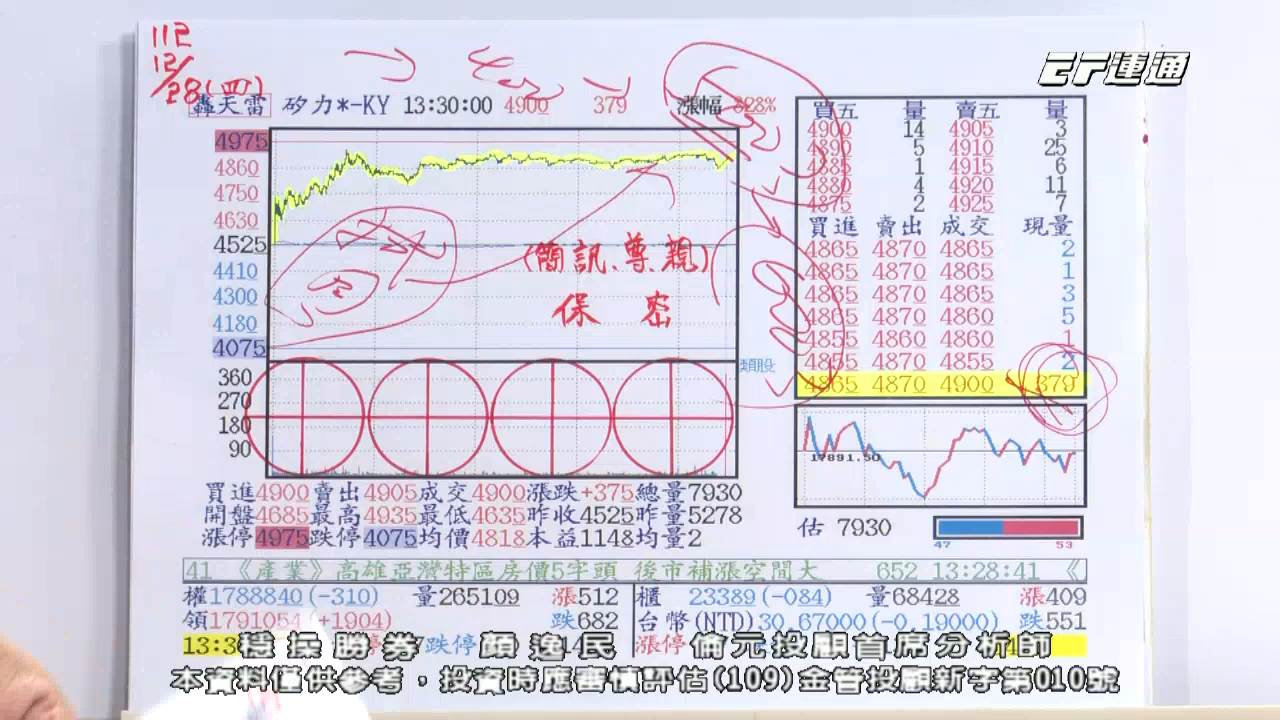 112
12/28(四)
ET運通
轟天雷 矽力*-KY 13:30:00 4900 379 漲幅 828%
4975
4860
4750
4630
4525
4410
4300
4180
4075
360
270
180
90
(簡訊、尊親)
保 密
類股
買五 量 賣五 量
4900 14 4905 3
4890 5 4910 25
4885 1 4915 6
4880 4 4920 11
4875 2 4925 7
買進 賣出 成交 現量
4865 4870 4865 2
4865 4870 4865 1
4865 4870 4865 3
4865 4870 4865 5
4855 4860 4860 1
4855 4870 4855 2
4865 4870 4900 379
17891.50
估 7930
47 53
買進4900賣出4905成交4900漲跌+375總量7930
開盤4685最高4935最低4635昨收4525昨量5278
漲停4975跌停4075均價4818本益1148均量2
41 《產業》高雄亞灣特區房價5字頭 後市補漲空間大 652 13:28:41 《
權1788840(-310) 量265109 漲512 櫃 23389(-084) 量68428 漲409
領1791054(+1904) 跌682 台幣(NTD)30.67000(-0.19000) 跌551
13:3 跌停 漲停
穩操勝券 顏逸民 倫元投顧首席分析師
本資料僅供參考，投資時應審慎評估(109)金管投顧新字第010號